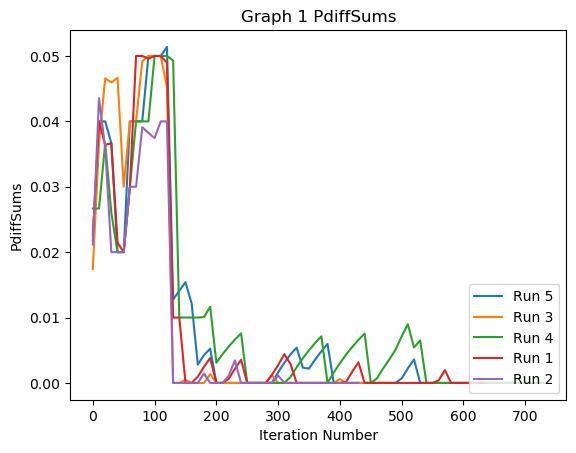 Graph 1 PdiffSums
PdiffSums
0.05
0.04
0.03
0.02
0.01
0.00
Run 5
Run 3
Run 4
Run 1
Run 2
0 100 200 300 400 500 600 700
Iteration Number